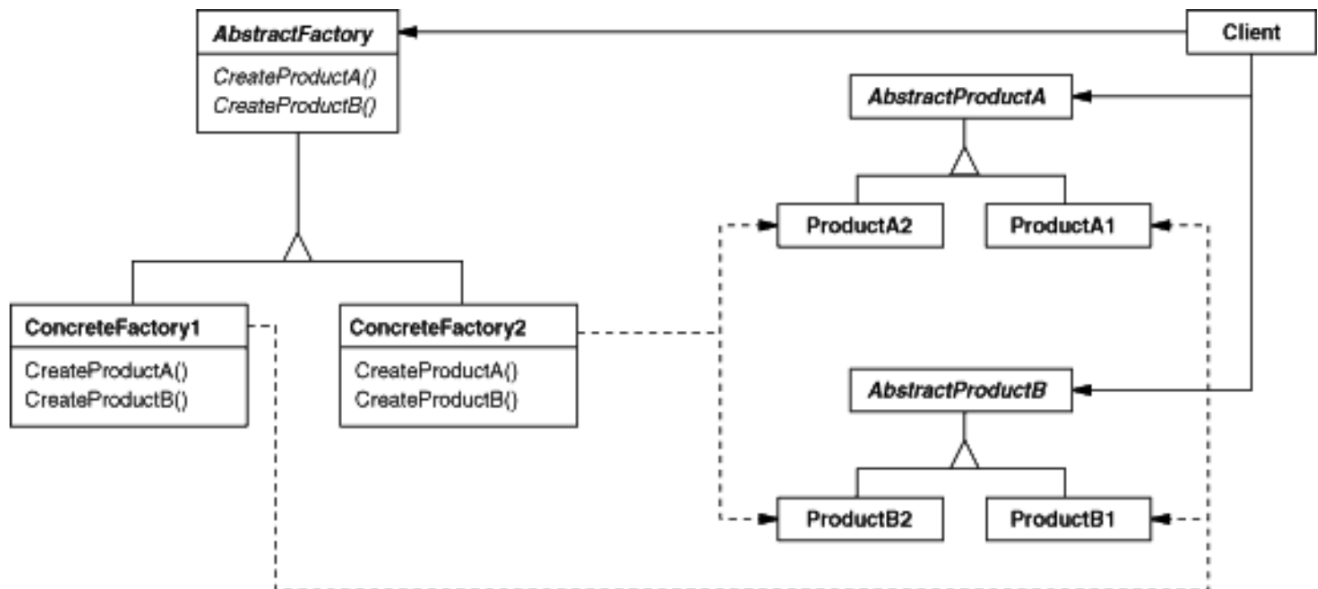 AbstractFactory
CreateProductA()
CreateProductB()
Client
AbstractProductA
ProductA2
ProductA1
ConcreteFactory1
CreateProductA()
CreateProductB()
ConcreteFactory2
CreateProductA()
CreateProductB()
AbstractProductB
ProductB2
ProductB1